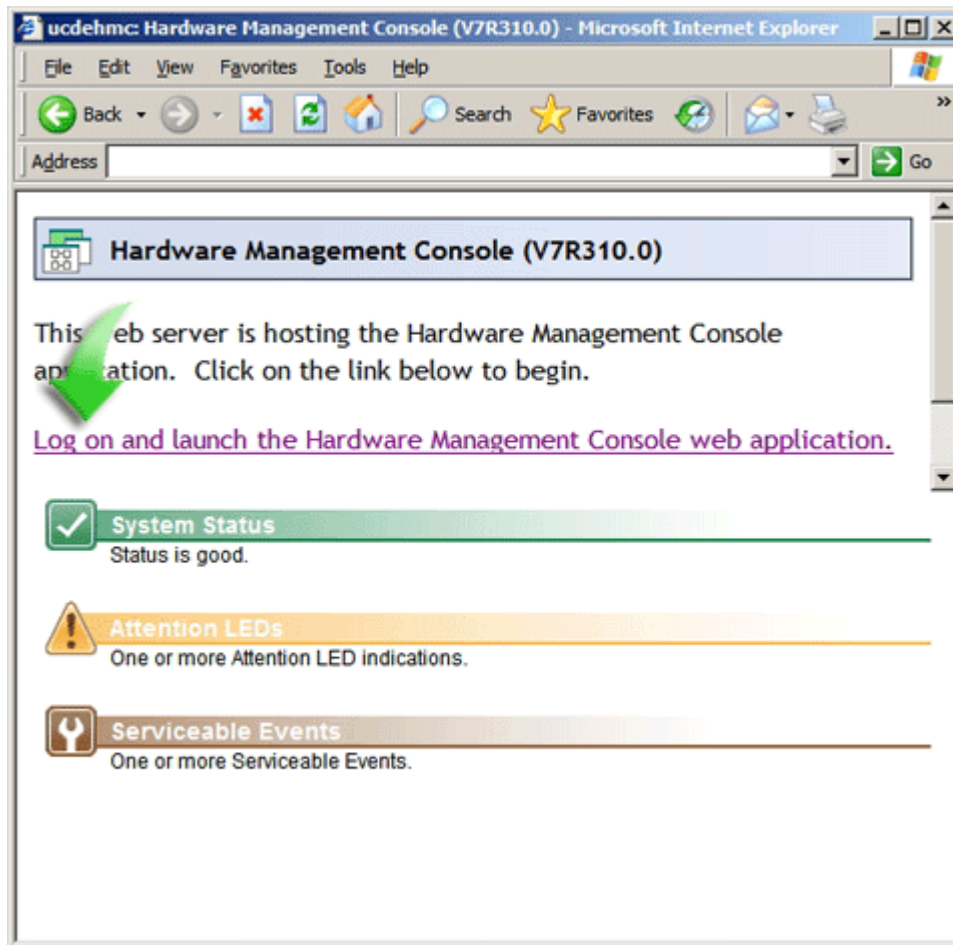 ucdehmc: Hardware Management Console (V7R310.0) - Microsoft Internet Explorer
File Edit View Favorites Tools Help
Back Search Favorites »
Address Go
Hardware Management Console (V7R310.0)
This eb server is hosting the Hardware Management Console
ap ation. Click on the link below to begin.
Log on and launch the Hardware Management Console web application.
System Status
Status is good.
Attention LEDs
One or more Attention LED indications.
Serviceable Events
One or more Serviceable Events.